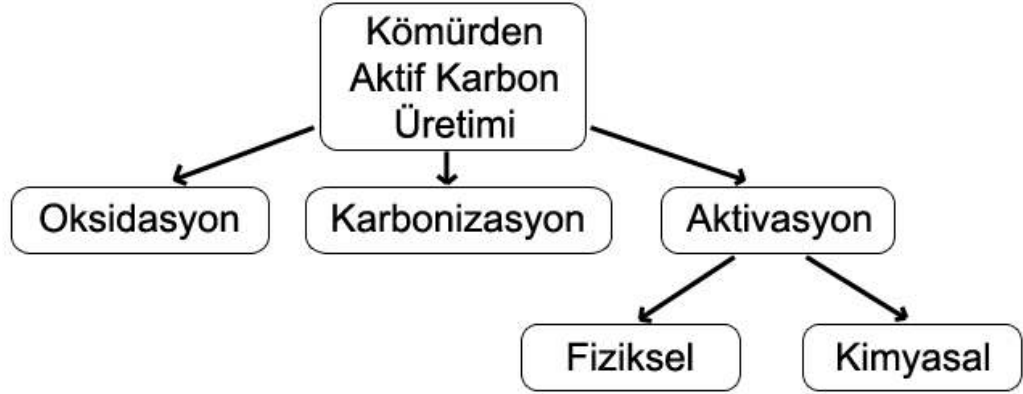 Kömürden
Aktif Karbon
Üretimi
Oksidasyon
Karbonizasyon
Aktivasyon
Fiziksel
Kimyasal